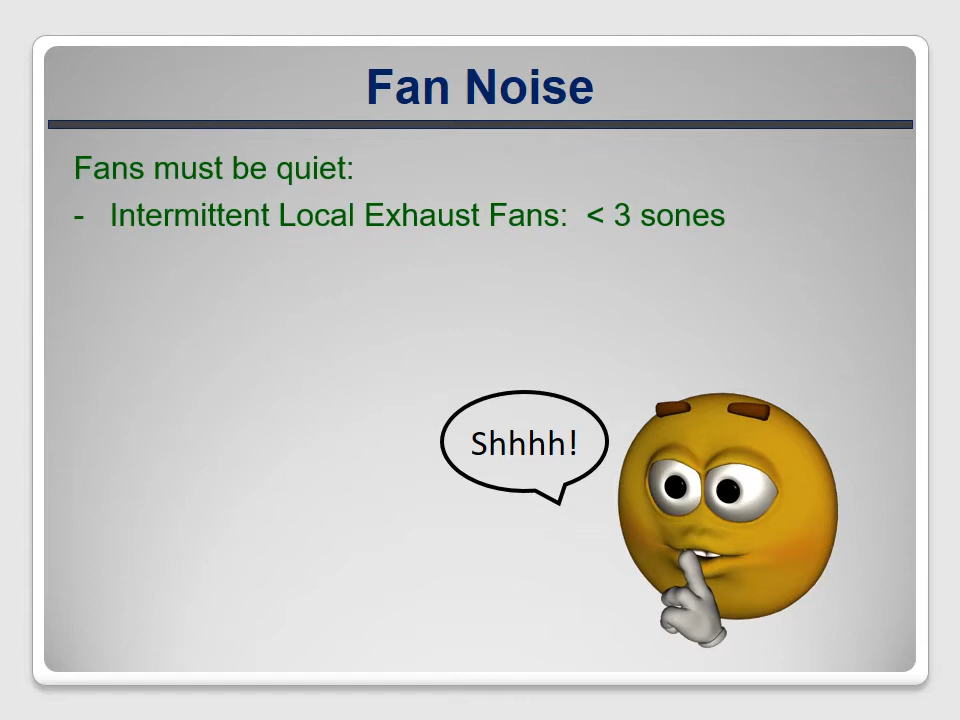 Fan Noise
Fans must be quiet:
- Intermittent Local Exhaust Fans: < 3 sones
Shhhh!